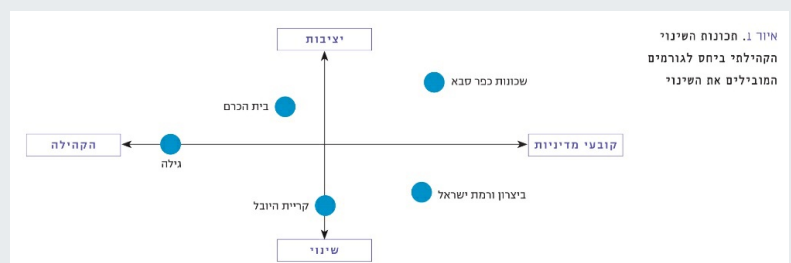 איור 1. תכונות השינוי
הקהילתי ביחס לגורמים
המובילים את השינוי
יציבות
שכונות כפר סבא
בית הכרם
קובעי מדיניות
הקהילה
גילה
ביצרון ורמת ישראל
קריית היובל
שינוי